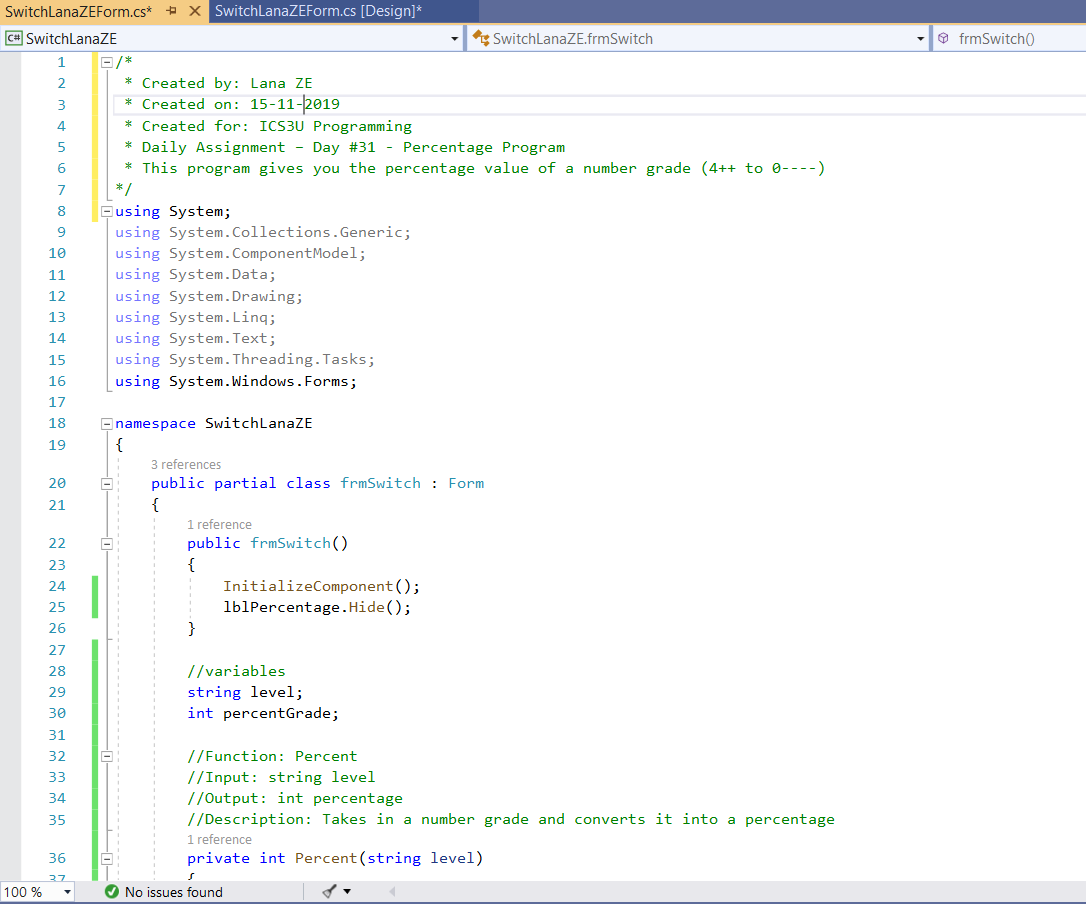 SwitchLanaZEForm.cs* SwitchLanaZEForm.cs [Design]*
C# SwitchLanaZE SwitchLanaZE.frmSwitch frmSwitch()
1 /*
2 * Created by: Lana ZE
3 * Created on: 15-11-2019
4 * Created for: ICS3U Programming
5 * Daily Assignment – Day #31 - Percentage Program
6 * This program gives you the percentage value of a number grade (4++ to 0----)
7 */
8 using System;
9 using System.Collections.Generic;
10 using System.ComponentModel;
11 using System.Data;
12 using System.Drawing;
13 using System.Linq;
14 using System.Text;
15 using System.Threading.Tasks;
16 using System.Windows.Forms;
17
18 namespace SwitchLanaZE
19 {
3 references
20 public partial class frmSwitch : Form
21 {
1 reference
22 public frmSwitch()
23 {
24 InitializeComponent();
25 lblPercentage.Hide();
26 }
27
28 //variables
29 string level;
30 int percentGrade;
31
32 //Function: Percent
33 //Input: string level
34 //Output: int percentage
35 //Description: Takes in a number grade and converts it into a percentage
1 reference
36 private int Percent(string level)
37 {
100 % No issues found